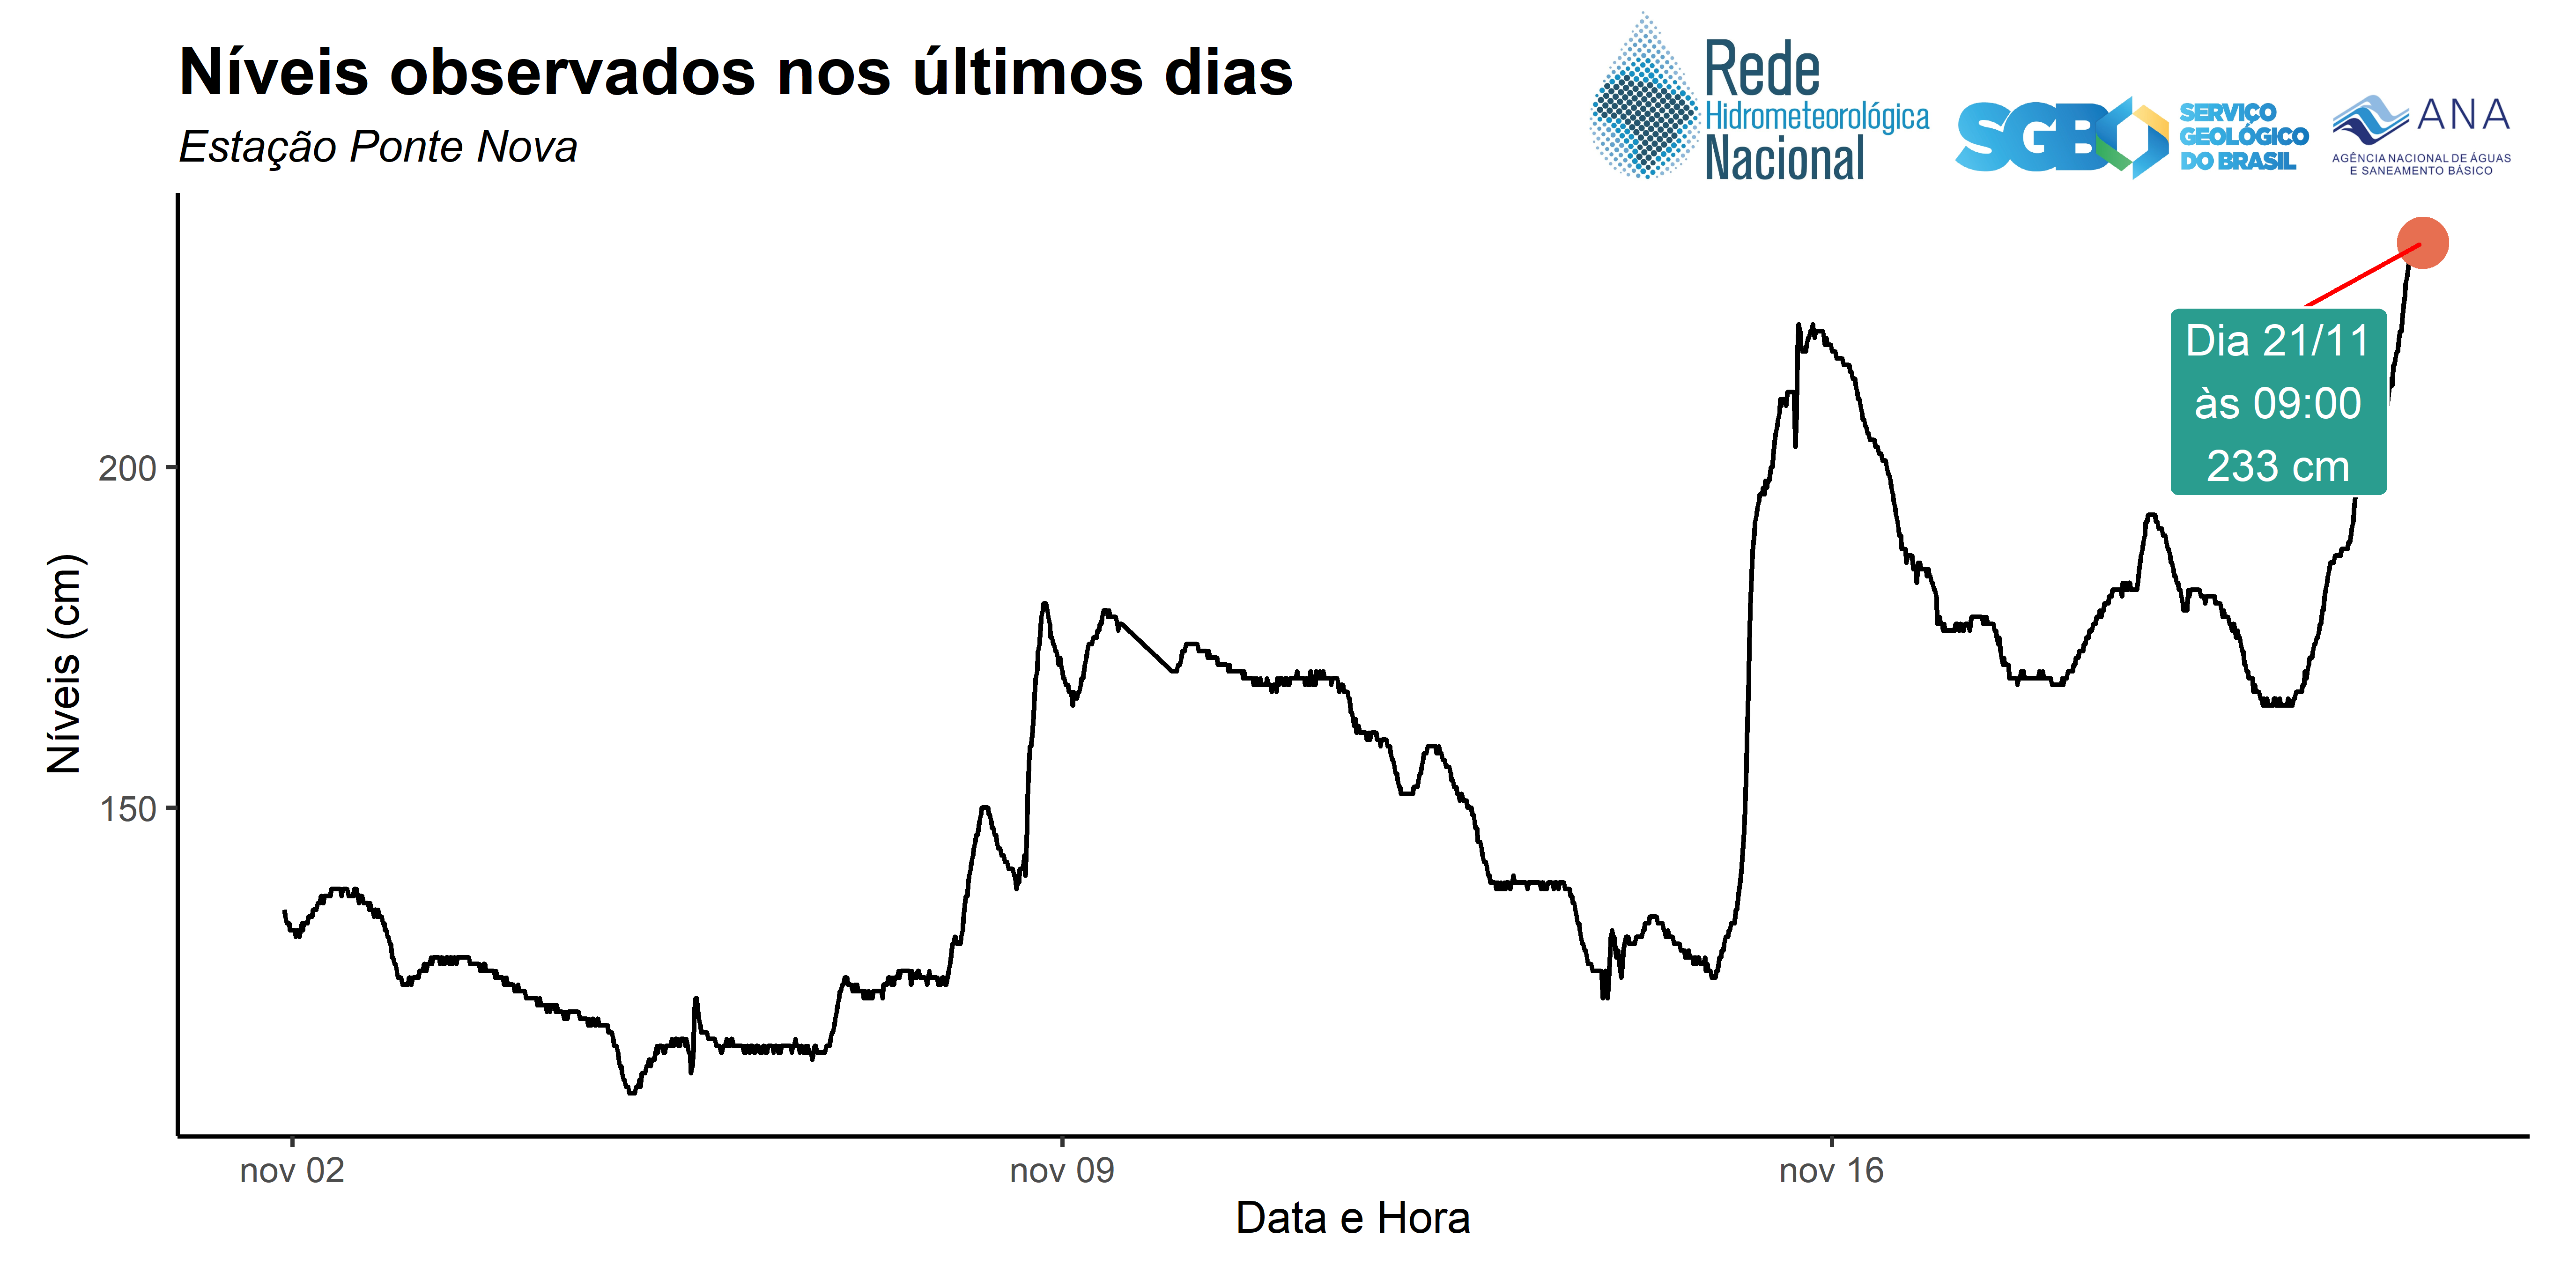 Níveis observados nos últimos dias
Estação Ponte Nova
Rede
Hidrometeorológica
Nacional
SGB
SERVIÇO
GEOLÓGICO
DO BRASIL
ANA
AGÊNCIA NACIONAL DE ÁGUAS
E SANEAMENTO BÁSICO
Dia 21/11
às 09:00
233 cm
200
150
Níveis (cm)
nov 02
nov 09
nov 16
Data e Hora